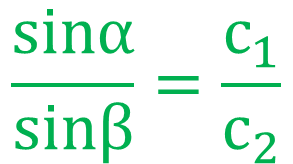 sinα / sinβ = c₁ / c₂